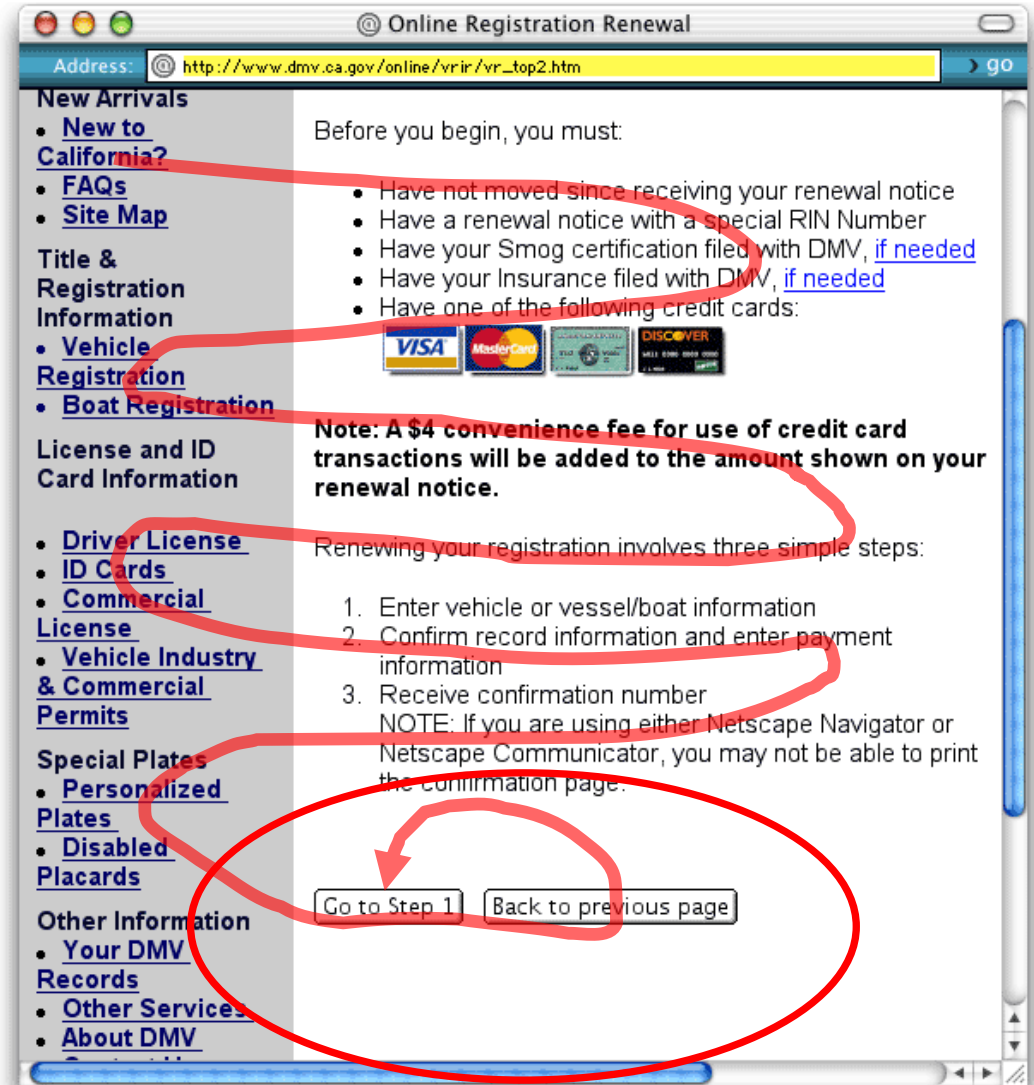 @ Online Registration Renewal
Address: @ http://www.dmv.ca.gov/online/vrir/vr_top2.htm go
New Arrivals
• New to
California?
• FAQs
• Site Map
Title &
Registration
Information
• Vehicle
Registration
• Boat Registration
License and ID
Card Information
• Driver License
• ID Cards
• Commercial
License
• Vehicle Industry
& Commercial
Permits
Special Plates
• Personalized
Plates
• Disabled
Placards
Other Information
• Your DMV
Records
• Other Services
• About DMV
Before you begin, you must:
• Have not moved since receiving your renewal notice
• Have a renewal notice with a special RIN Number
• Have your Smog certification filed with DMV, if needed
• Have your Insurance filed with DMV, if needed
• Have one of the following credit cards:
VISA MasterCard DISCOVER
Note: A $4 convenience fee for use of credit card
transactions will be added to the amount shown on your
renewal notice.
Renewing your registration involves three simple steps:
1. Enter vehicle or vessel/boat information
2. Confirm record information and enter payment
information
3. Receive confirmation number
NOTE: If you are using either Netscape Navigator or
Netscape Communicator, you may not be able to print
the confirmation page.
Go to Step 1 Back to previous page